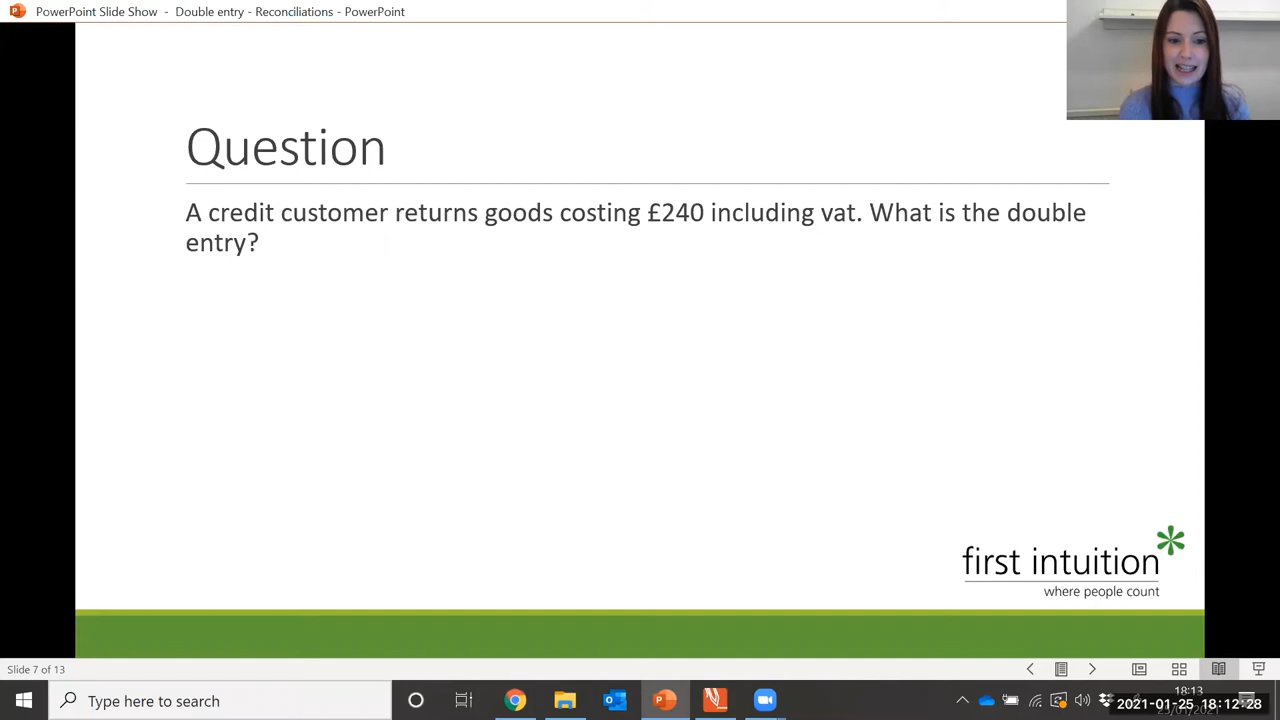 PowerPoint Slide Show - Double entry - Reconciliations - PowerPoint
Question
A credit customer returns goods costing £240 including vat. What is the double
entry?
first intuition
where people count
Slide 7 of 13
Type here to search
18:13
2021-01-25 18:12:28